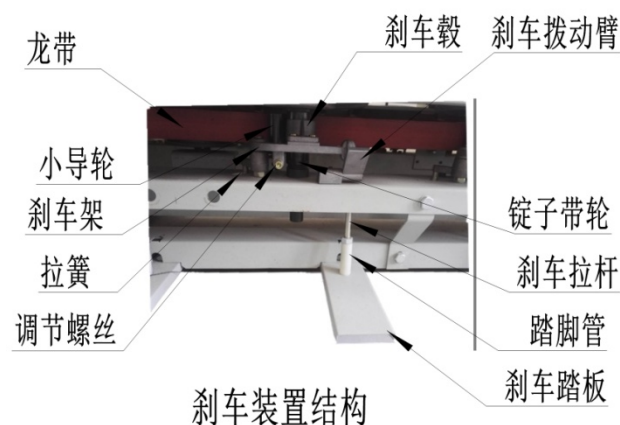 龙带
刹车毂
刹车拨动臂
小导轮
刹车架
拉簧
调节螺丝
锭子带轮
刹车拉杆
踏脚管
刹车踏板
刹车装置结构